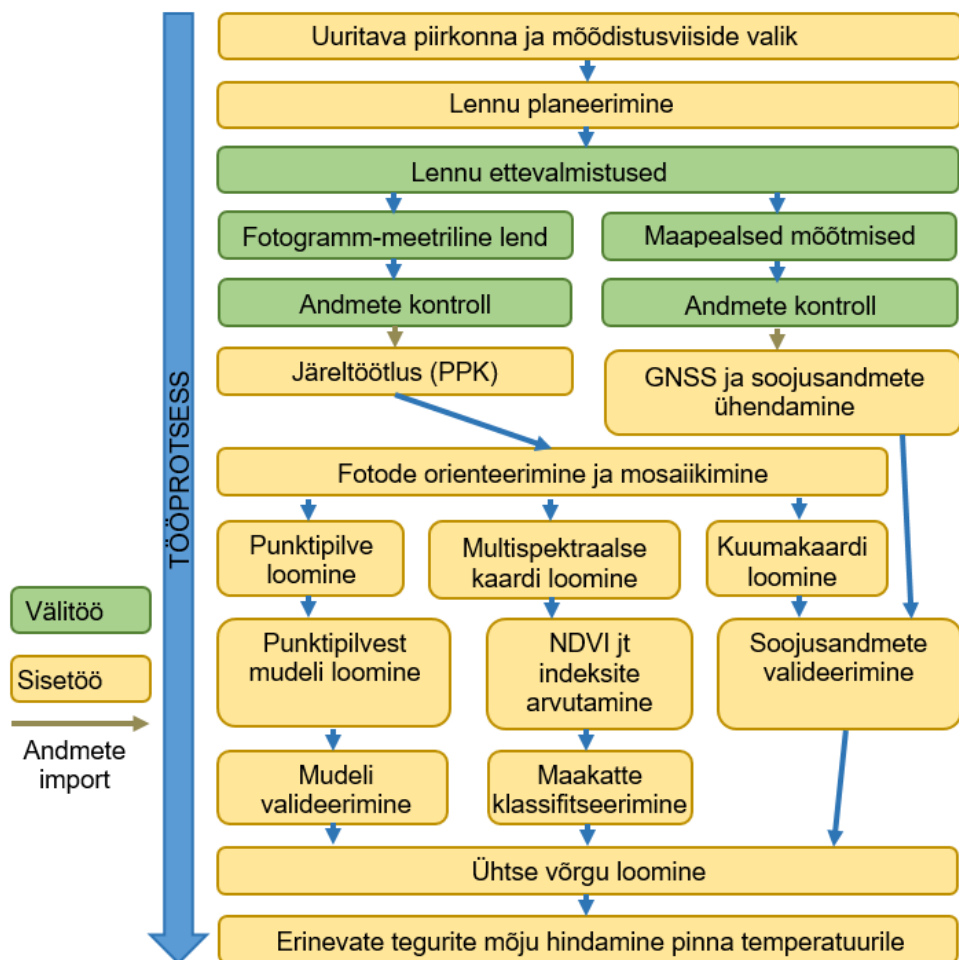 Uuritava piirkonna ja mõõdistusviiside valik
Lennu planeerimine
Lennu ettevalmistused
Fotogramm-meetriline lend
Maapealsed mõõtmised
Andmete kontroll
Andmete kontroll
Järeltöötlus (PPK)
GNSS ja soojusandmete
ühendamine
Fotode orienteerimine ja mosaiikimine
Punktipilve
loomine
Multispektraalse
kaardi loomine
Kuumakaardi
loomine
Punktipilvest
mudeli loomine
NDVI jt
indeksite
arvutamine
Soojusandmete
valideerimine
Mudeli
valideerimine
Maakatte
klassifitseerimine
Ühtse võrgu loomine
Erinevate tegurite mõju hindamine pinna temperatuurile
TÖÖPROTSESS
Välitöö
Sisetöö
Andmete
import